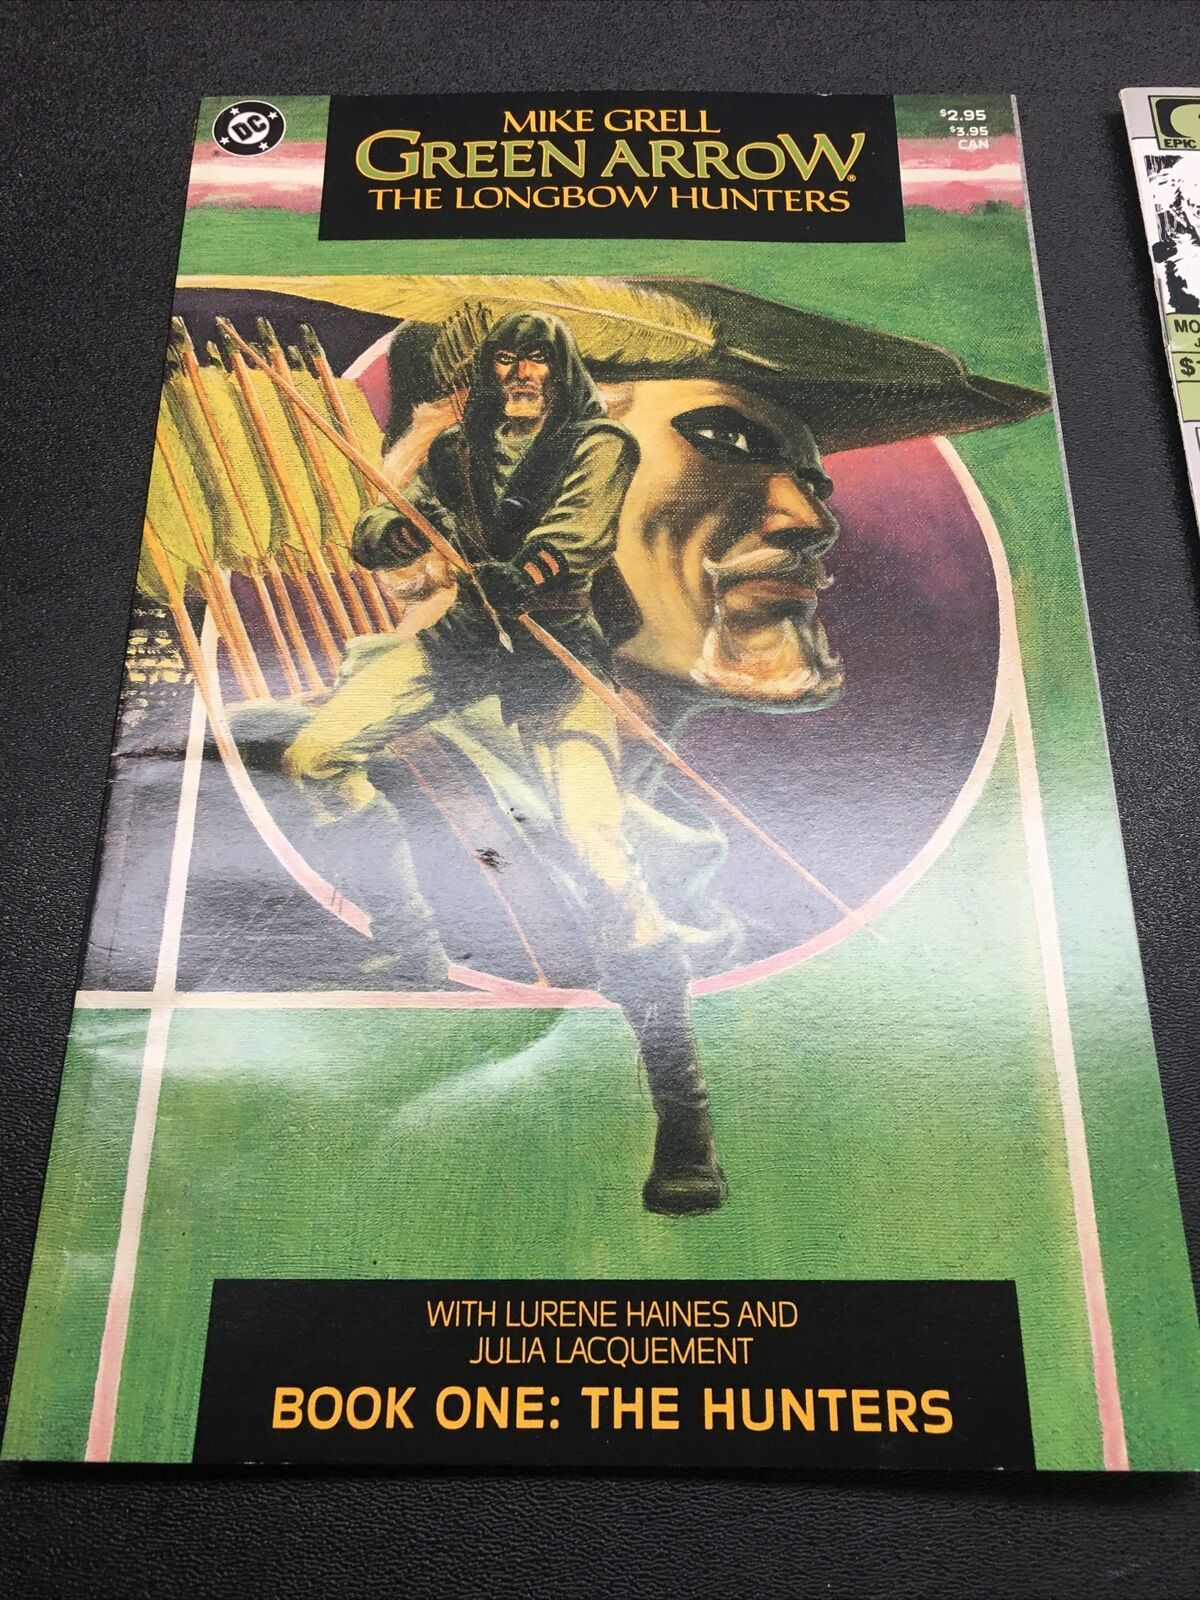 DC
®
MIKE GRELL
GREEN ARROW®
THE LONGBOW HUNTERS
$2.95
$3.95
CAN
WITH LURENE HAINES AND
JULIA LACQUEMENT
BOOK ONE: THE HUNTERS
EPIC
MO
$